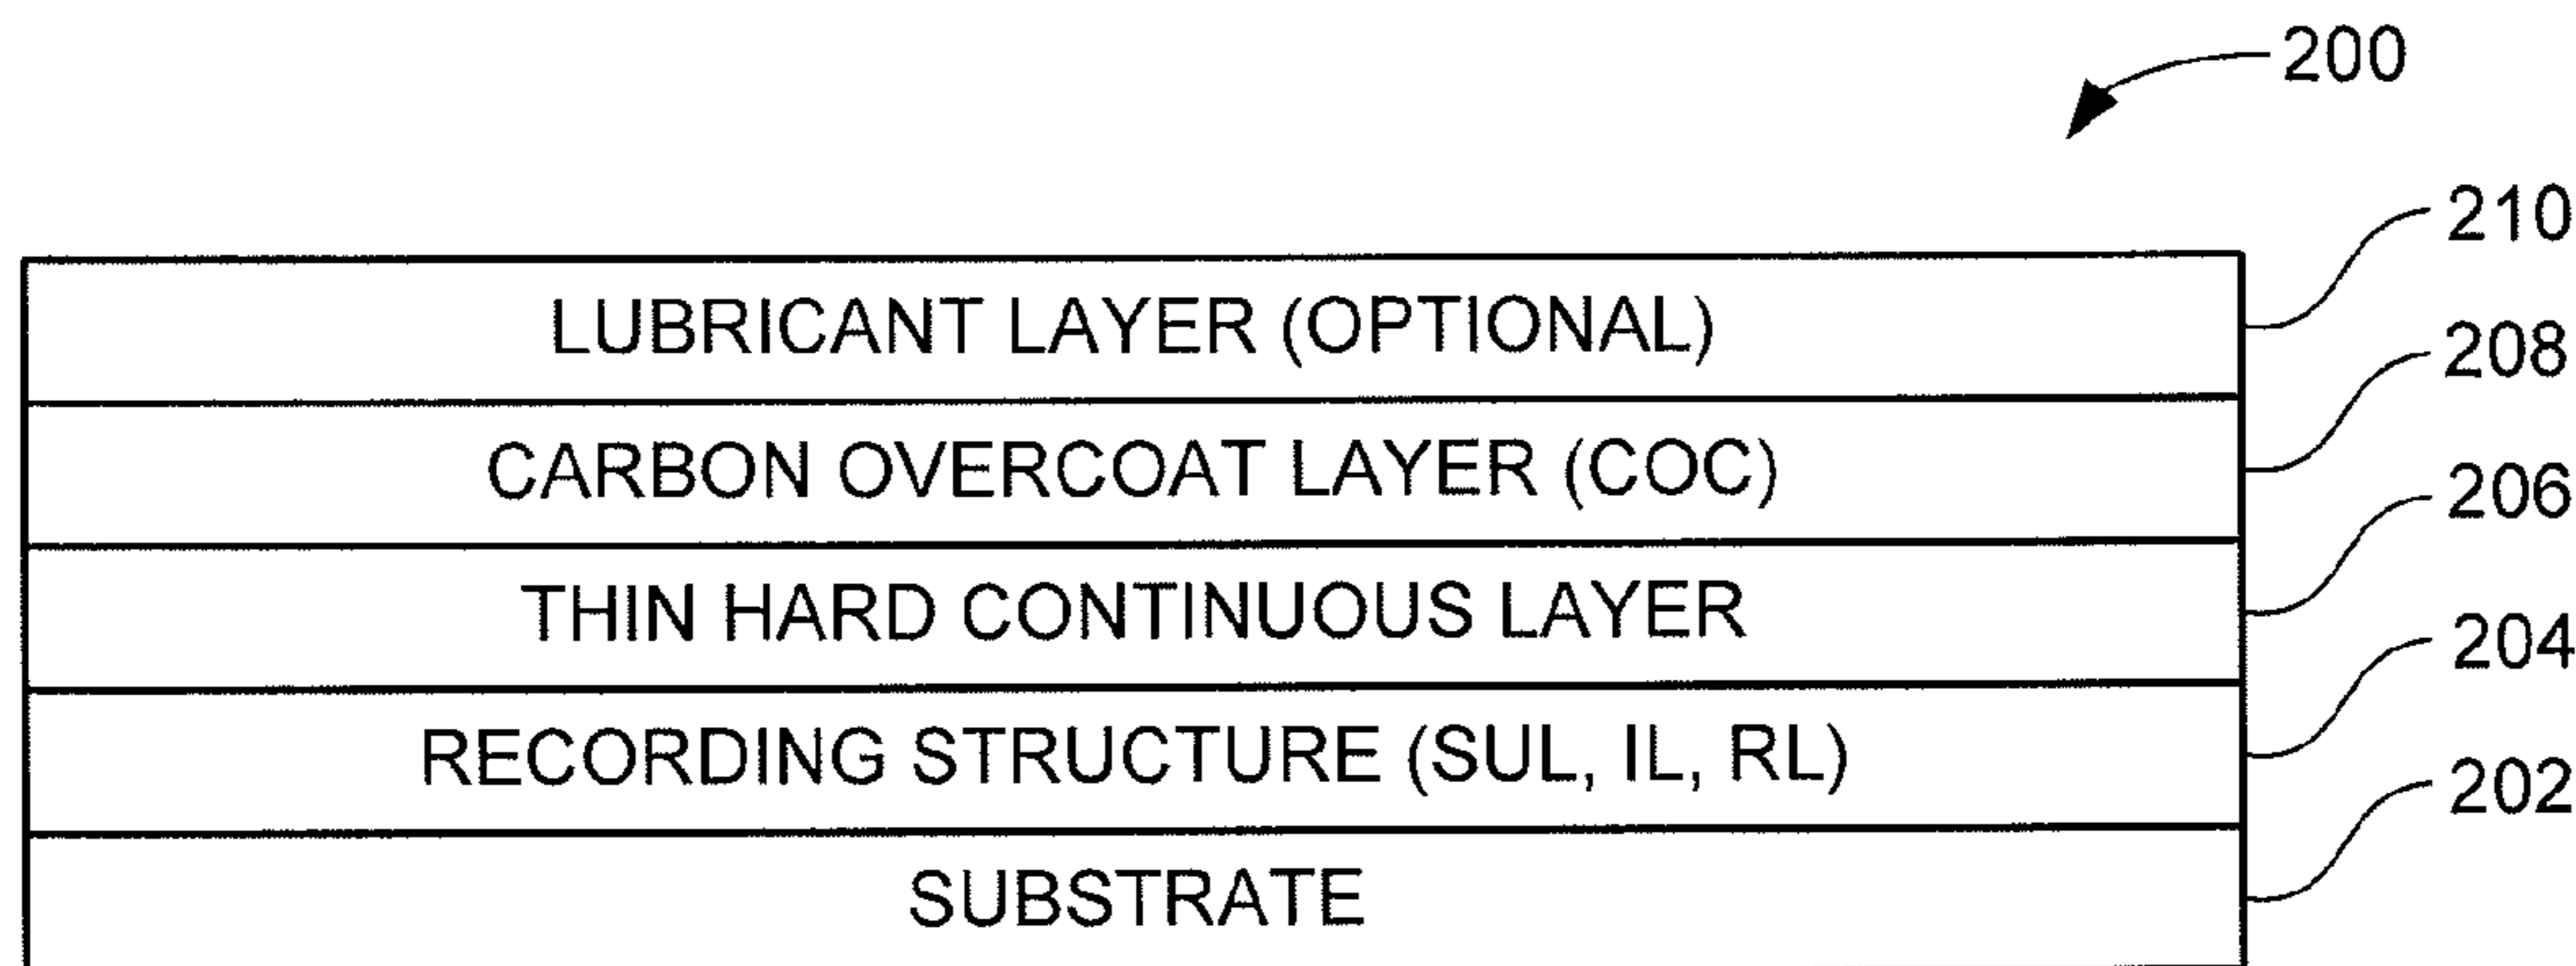 200
210
LUBRICANT LAYER (OPTIONAL)
208
CARBON OVERCOAT LAYER (COC)
206
THIN HARD CONTINUOUS LAYER
204
RECORDING STRUCTURE (SUL, IL, RL)
202
SUBSTRATE